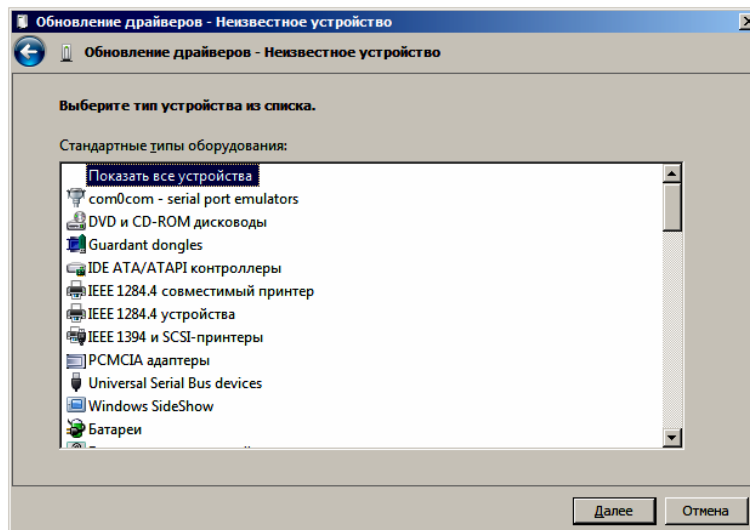 Обновление драйверов - Неизвестное устройство
Обновление драйверов - Неизвестное устройство
Выберите тип устройства из списка.
Стандартные типы оборудования:
Показать все устройства
com0com - serial port emulators
DVD и CD-ROM дисководы
Guardant dongles
IDE ATA/ATAPI контроллеры
IEEE 1284.4 совместимый принтер
IEEE 1284.4 устройства
IEEE 1394 и SCSI-принтеры
PCMCIA адаптеры
Universal Serial Bus devices
Windows SideShow
Батареи
Далее
Отмена